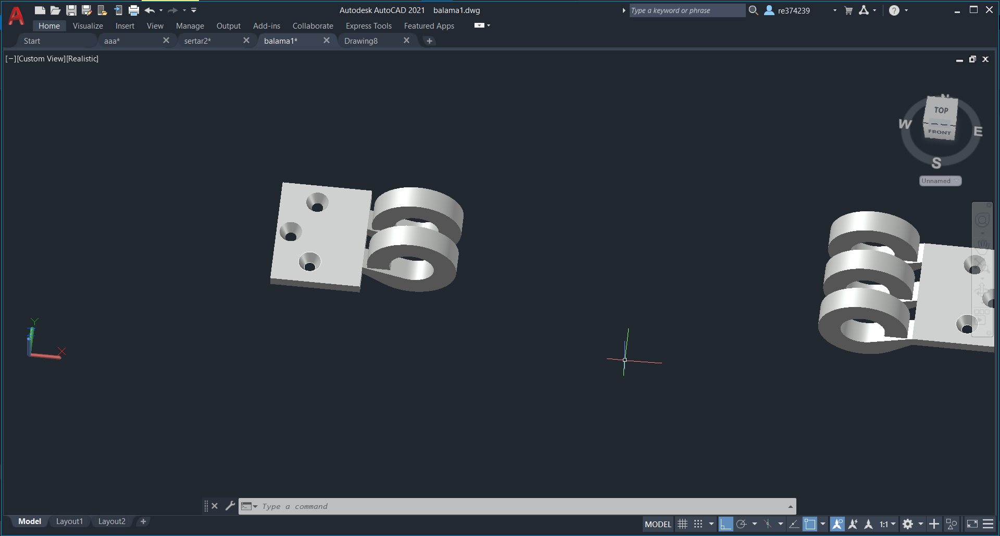 Autodesk AutoCAD 2021 balama1.dwg
Type a keyword or phrase
re374239
Home Visualize Insert View Manage Output Add-ins Collaborate Express Tools Featured Apps
Start aaa* sertar2* balama1* Drawing8
[−][Custom View][Realistic]
N
TOP
W
FRONT
E
S
Unnamed
Y
X
Type a command
Model Layout1 Layout2
MODEL
1:1